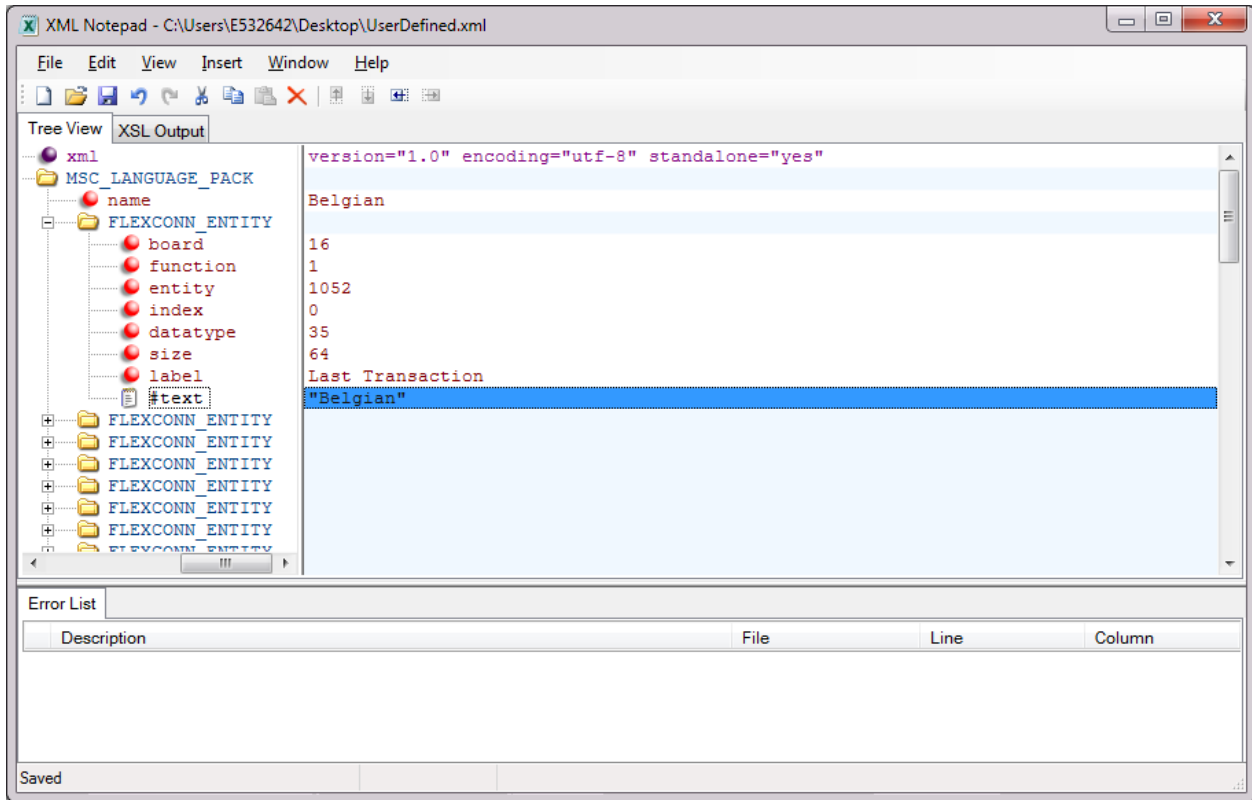 XML Notepad - C:\Users\E532642\Desktop\UserDefined.xml
File Edit View Insert Window Help
Tree View XSL Output
xml version="1.0" encoding="utf-8" standalone="yes"
MSC_LANGUAGE_PACK
name Belgian
FLEXCONN_ENTITY
board 16
function 1
entity 1052
index 0
datatype 35
size 64
label Last Transaction
#text "Belgian"
FLEXCONN_ENTITY
FLEXCONN_ENTITY
FLEXCONN_ENTITY
FLEXCONN_ENTITY
FLEXCONN_ENTITY
FLEXCONN_ENTITY
FLEXCONN_ENTITY
Error List
Description File Line Column
Saved